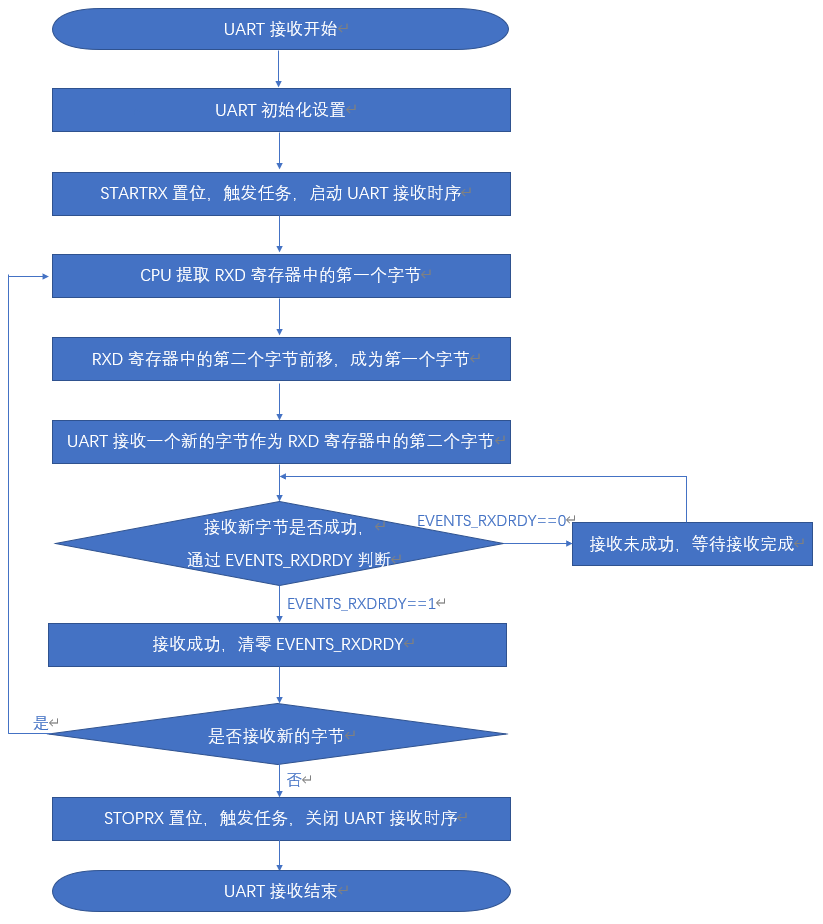 UART 接收开始
UART 初始化设置
STARTRX 置位，触发任务，启动 UART 接收时序
CPU 提取 RXD 寄存器中的第一个字节
RXD 寄存器中的第二个字节前移，成为第一个字节
UART 接收一个新的字节作为 RXD 寄存器中的第二个字节
接收新字节是否成功，
通过 EVENTS_RXDRDY 判断
EVENTS_RXDRDY==0
接收未成功，等待接收完成
EVENTS_RXDRDY==1
接收成功，清零 EVENTS_RXDRDY
是否接收新的字节
是
否
STOPRX 置位，触发任务，关闭 UART 接收时序
UART 接收结束